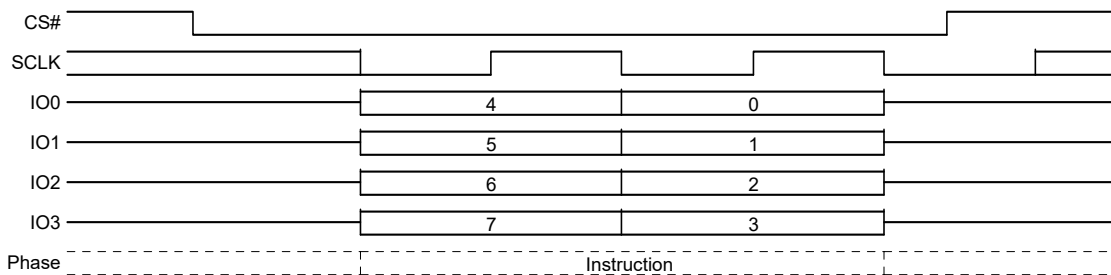 CS#
SCLK
IO0 4 0
IO1 5 1
IO2 6 2
IO3 7 3
Phase Instruction